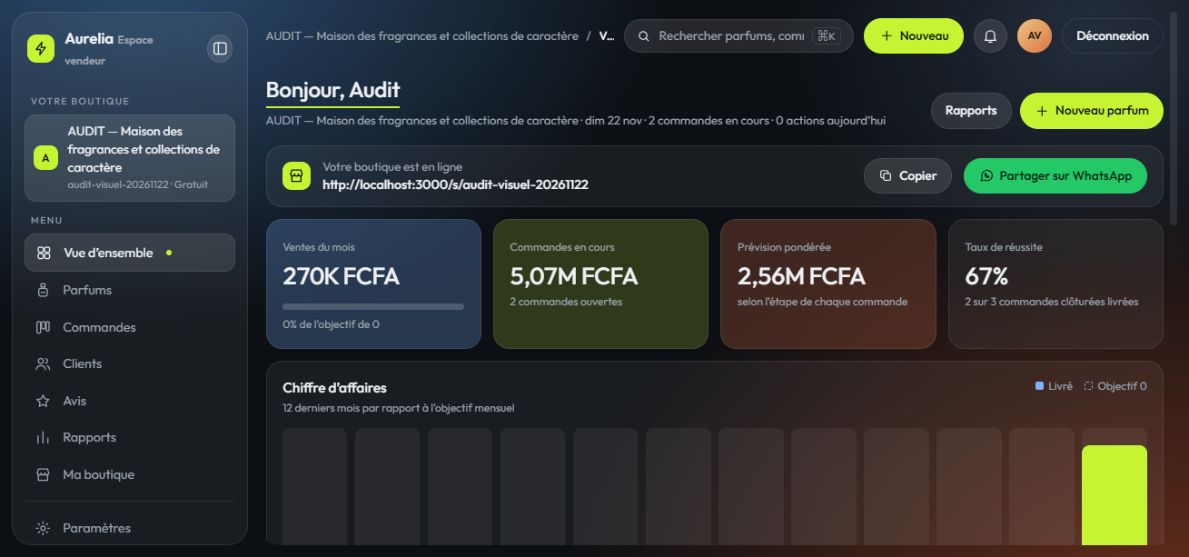 Aurelia Espace
vendeur
VOTRE BOUTIQUE
A
AUDIT — Maison des
fragrances et collections de
caractère
audit-visuel-20261122 · Gratuit
MENU
Vue d'ensemble
Parfums
Commandes
Clients
Avis
Rapports
Ma boutique
Paramètres
AUDIT — Maison des fragrances et collections de caractère / V...
Rechercher parfums, comm
⌘K
+ Nouveau
AV
Déconnexion
Bonjour, Audit
AUDIT — Maison des fragrances et collections de caractère · dim 22 nov · 2 commandes en cours · 0 actions aujourd'hui
Rapports
+ Nouveau parfum
Votre boutique est en ligne
http://localhost:3000/s/audit-visuel-20261122
Copier
Partager sur WhatsApp
Ventes du mois
270K FCFA
0% de l'objectif de 0
Commandes en cours
5,07M FCFA
2 commandes ouvertes
Prévision pondérée
2,56M FCFA
selon l'étape de chaque commande
Taux de réussite
67%
2 sur 3 commandes clôturées livrées
Chiffre d'affaires
12 derniers mois par rapport à l'objectif mensuel
Livré
Objectif 0